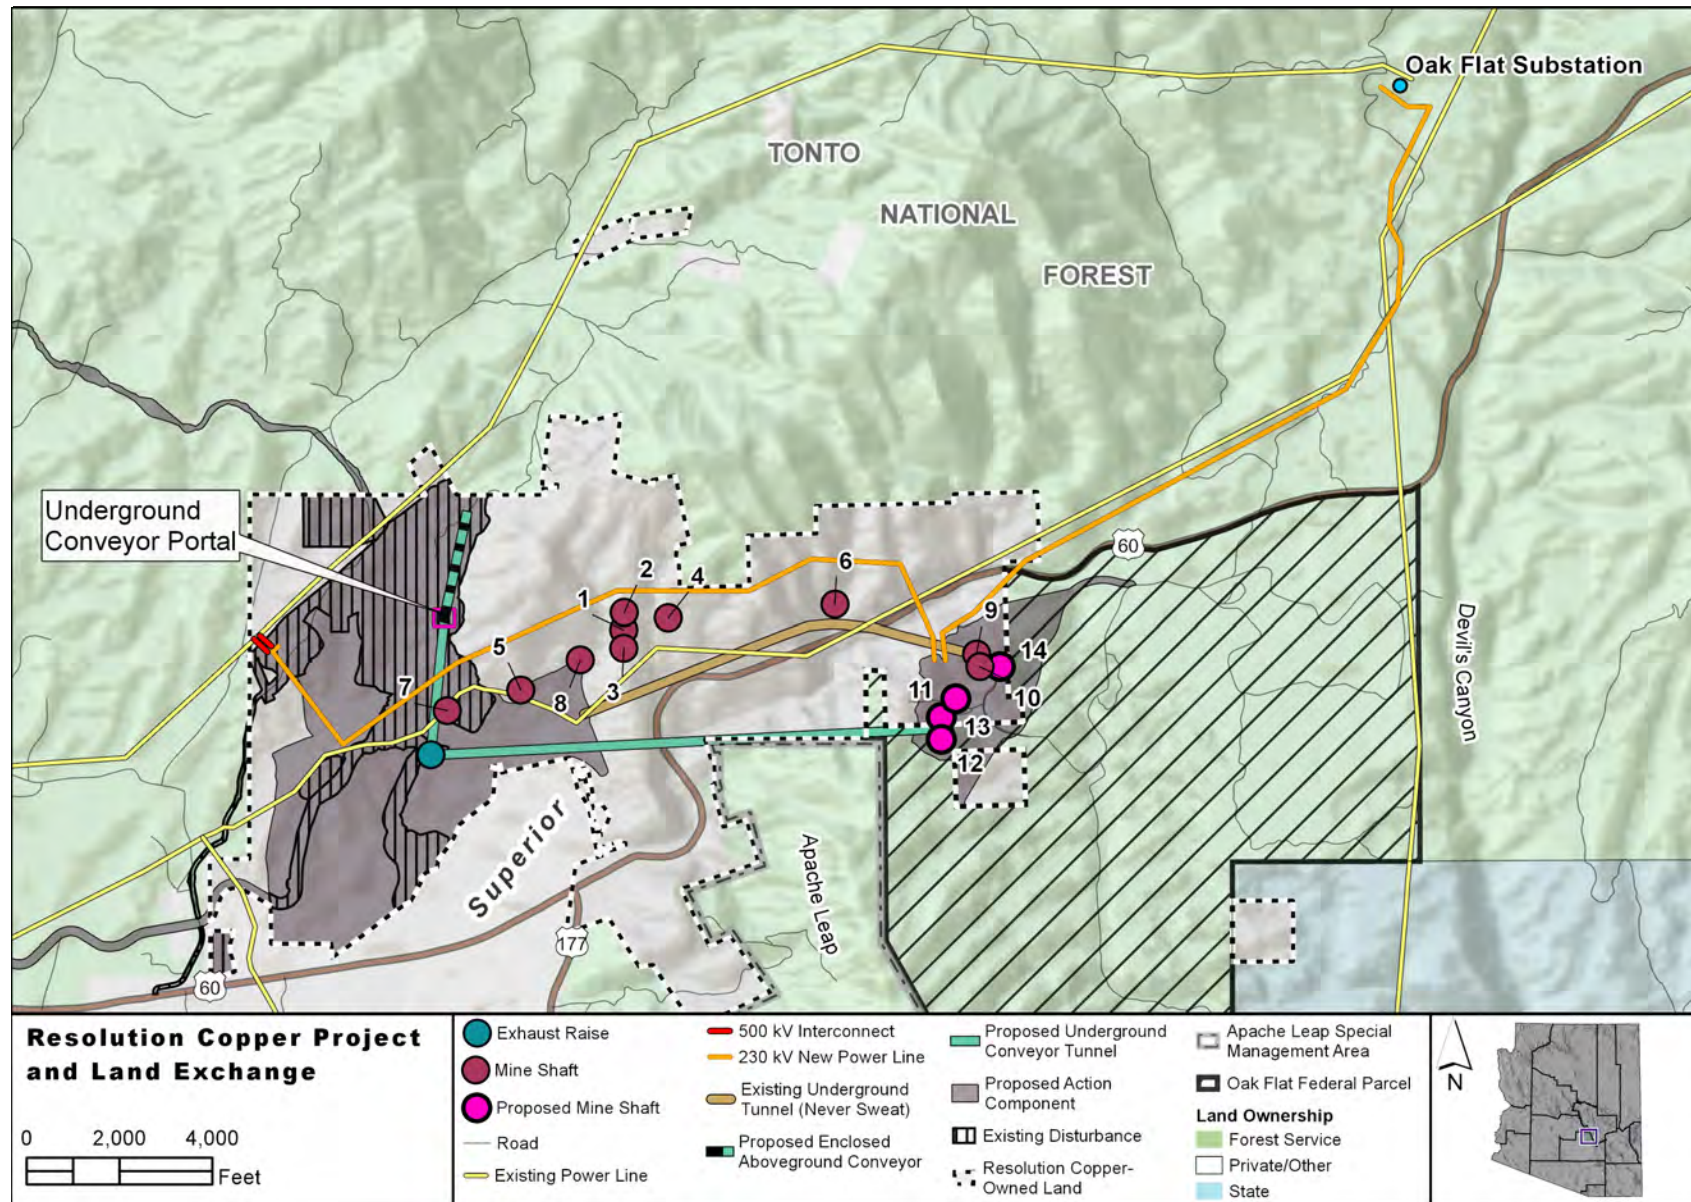 Oak Flat Substation
TONTO
NATIONAL
FOREST
Underground
Conveyor Portal
60
2
4
6
1
9
5
14
7
11
10
8
3
13
12
Devil's Canyon
Superior
Apache Leap
177
60
Resolution Copper Project
and Land Exchange
0 2,000 4,000
Feet
Exhaust Raise
Mine Shaft
Proposed Mine Shaft
Road
Existing Power Line
500 kV Interconnect
230 kV New Power Line
Existing Underground
Tunnel (Never Sweat)
Proposed Enclosed
Aboveground Conveyor
Proposed Underground
Conveyor Tunnel
Proposed Action
Component
Existing Disturbance
Resolution Copper-
Owned Land
Apache Leap Special
Management Area
Oak Flat Federal Parcel
Land Ownership
Forest Service
Private/Other
State
N